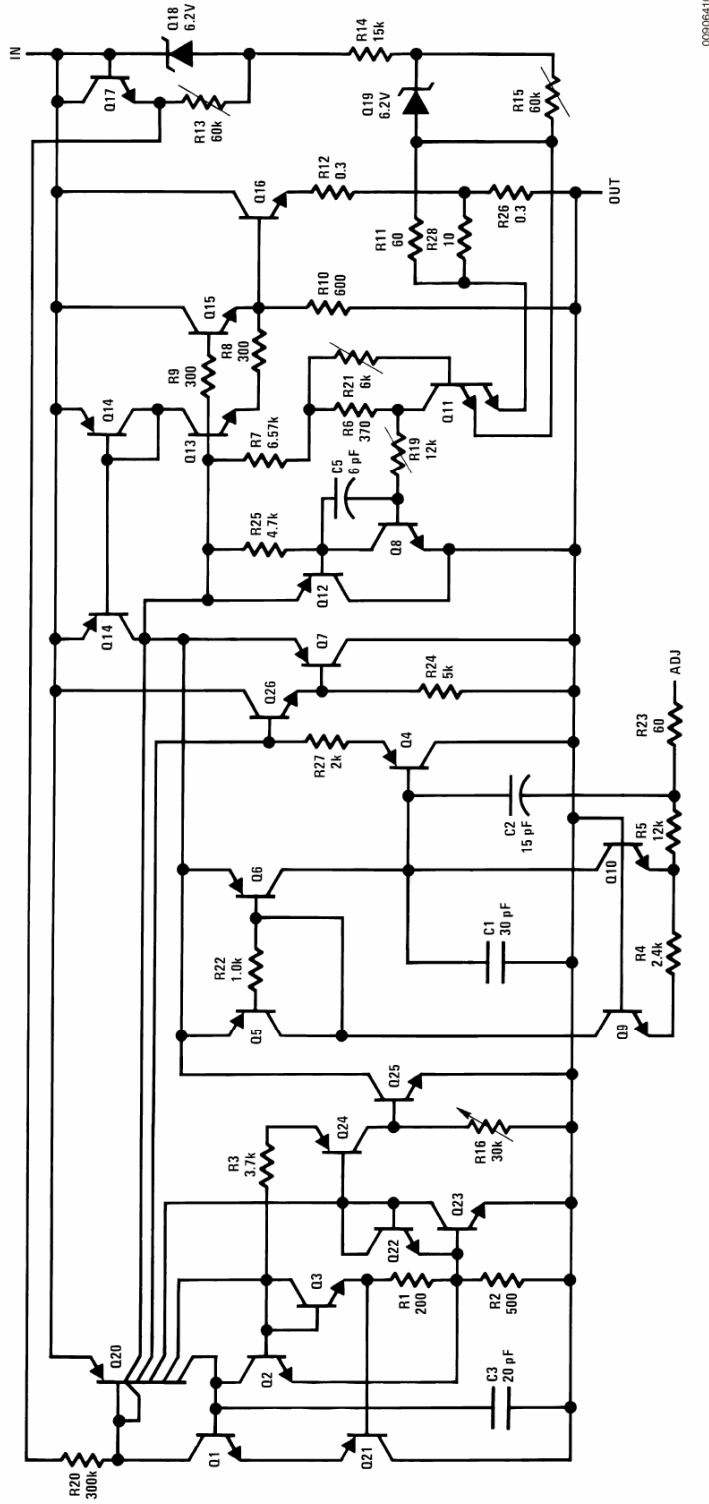 00906410
IN
Q18
6.2V
R14
15k
Q17
R13
60k
Q19
6.2V
R15
60k
R12
0.3
Q16
R11
60
R28
10
R26
0.3
OUT
Q15
R10
600
R9
300
R8
300
Q14
Q13
R7
6.57k
R21
6k
R6
370
Q11
R19
12k
C5
6 pF
R25
4.7k
Q12
Q8
Q14
Q7
Q26
R24
5k
R27
2k
Q4
ADJ
R23
60
C2
15 pF
R5
12k
Q6
Q10
R22
1.0k
C1
30 pF
R4
2.4k
Q5
Q9
Q25
Q24
R16
30k
R3
3.7k
Q23
Q22
Q3
R1
200
R2
500
Q20
Q2
C3
20 pF
Q1
Q21
R20
300k